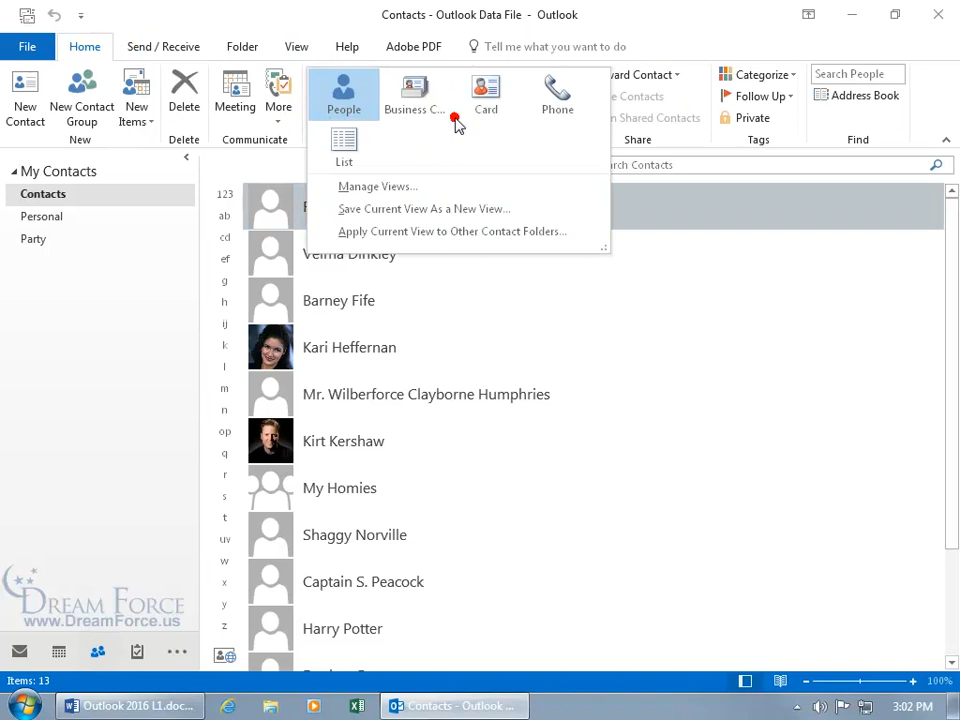 Contacts - Outlook Data File - Outlook
File
Home
Send / Receive
Folder
View
Help
Adobe PDF
Tell me what you want to do
New Contact
New Contact Group
New Items
New
Delete
Delete
Meeting
More
Communicate
People
Business C...
Card
Phone
List
Manage Views...
Save Current View As a New View...
Apply Current View to Other Contact Folders...
ward Contact
e Contacts
n Shared Contacts
Share
Categorize
Follow Up
Private
Tags
Search People
Address Book
Find
My Contacts
Contacts
Personal
Party
rch Contacts
123
ab
cd
ef
g
h
ij
k
l
m
n
op
q
r
s
t
uv
w
x
y
z
Velma Dinkley
Barney Fife
Kari Heffernan
Mr. Wilberforce Clayborne Humphries
Kirt Kershaw
My Homies
Shaggy Norville
Captain S. Peacock
Harry Potter
DREAM FORCE
www.DreamForce.us
Items: 13
100%
Outlook 2016 L1.doc...
Contacts - Outlook ...
3:02 PM